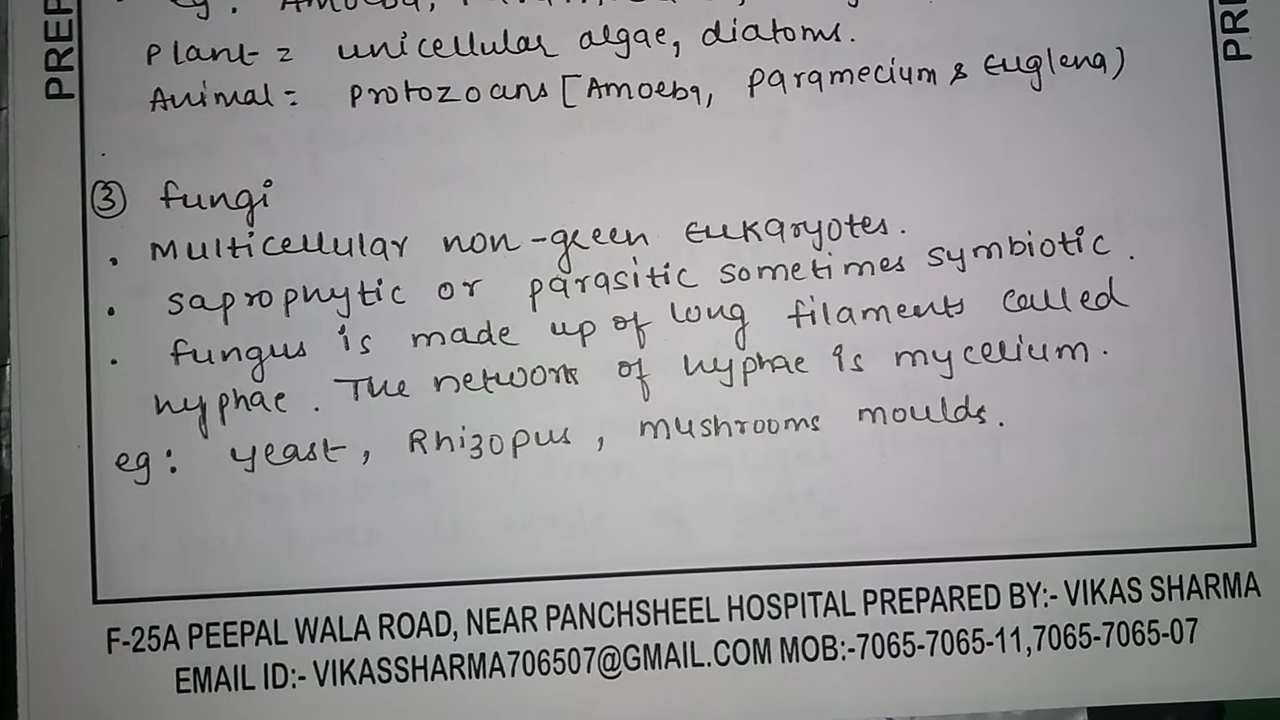 eg: Amoeba,
Plant = unicellular algae, diatoms.
Animal = Protozoans [Amoeba, paramecium & Euglena)
③ fungi
. Multicellular non-green Eukaryotes.
. saprophytic or parasitic sometimes symbiotic.
. fungus is made up of long filaments called
hyphae. The network of hyphae is mycelium.
eg: yeast, Rhizopus, mushrooms moulds.
F-25A PEEPAL WALA ROAD, NEAR PANCHSHEEL HOSPITAL PREPARED BY:- VIKAS SHARMA
EMAIL ID:- VIKASSHARMA706507@GMAIL.COM MOB:-7065-7065-11,7065-7065-07